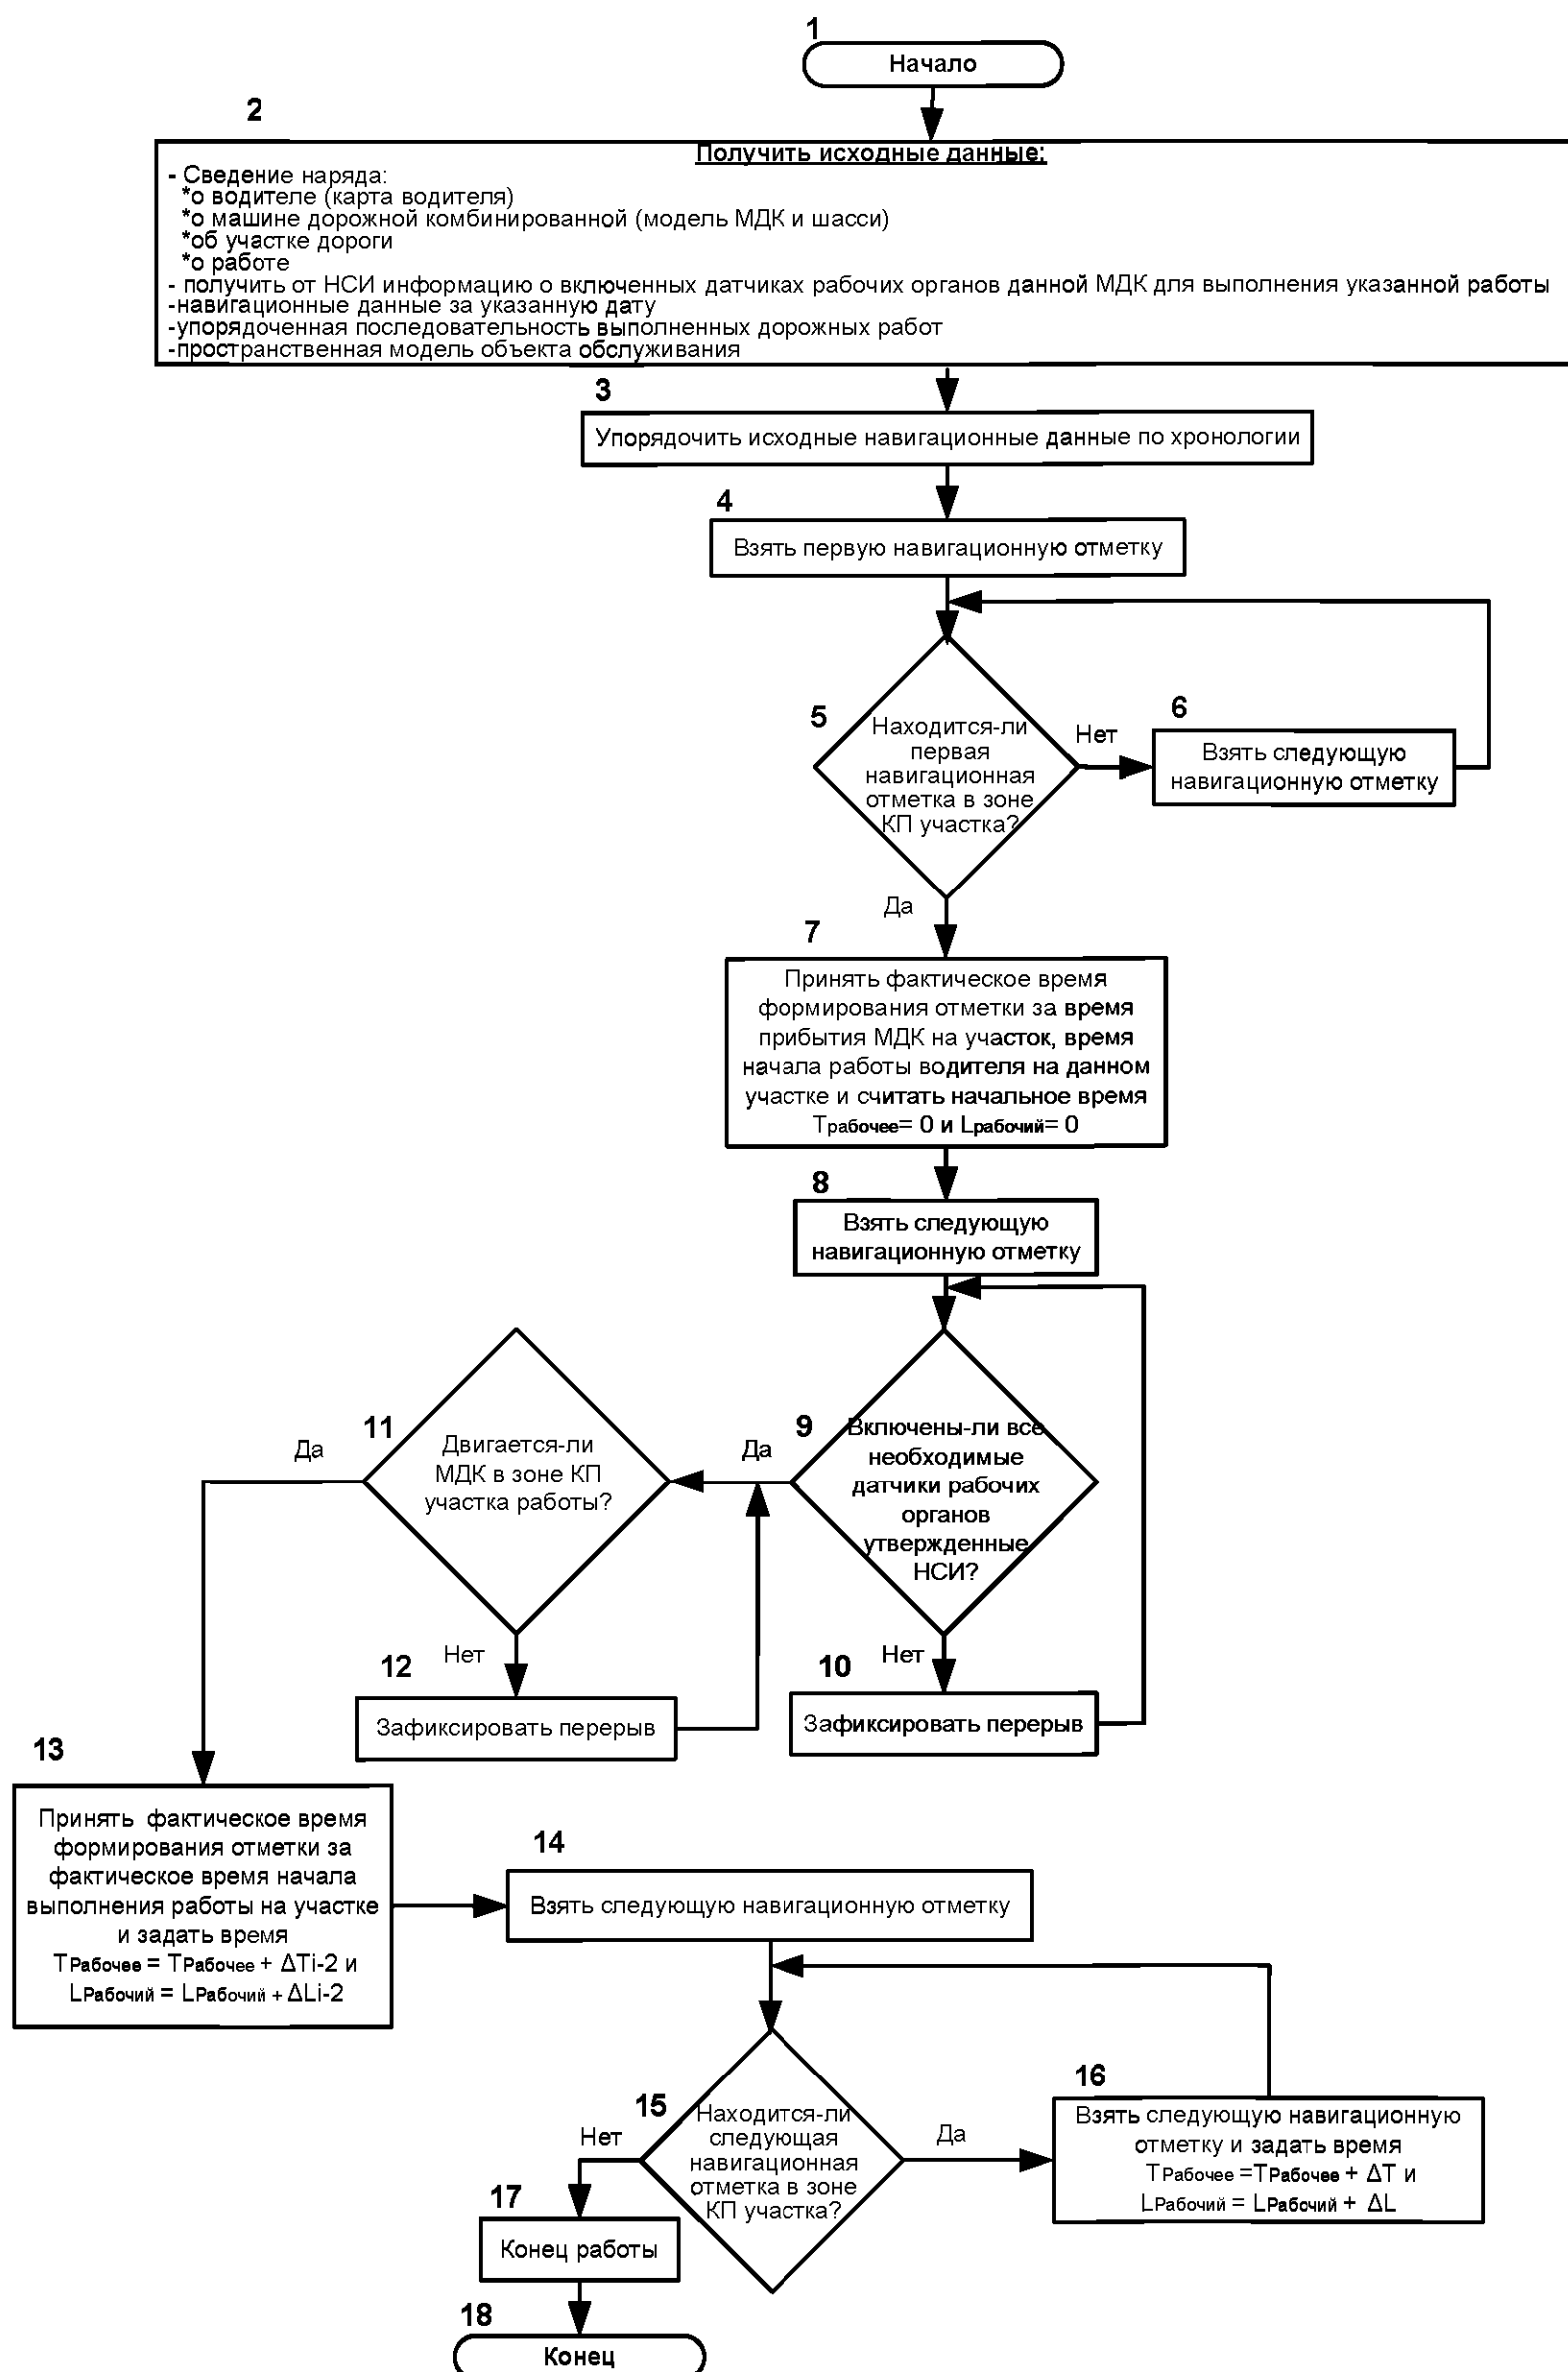 1
Начало
2
Получить исходные данные:
- Сведение наряда:
*о водителе (карта водителя)
*о машине дорожной комбинированной (модель МДК и шасси)
*об участке дороги
*о работе
- получить от НСИ информацию о включенных датчиках рабочих органов данной МДК для выполнения указанной работы
-навигационные данные за указанную дату
-упорядоченная последовательность выполненных дорожных работ
-пространственная модель объекта обслуживания
3
Упорядочить исходные навигационные данные по хронологии
4
Взять первую навигационную отметку
5
Находится-ли
первая
навигационная
отметка в зоне
КП участка?
Нет
6
Взять следующую
навигационную отметку
Да
7
Принять фактическое время
формирования отметки за время
прибытия МДК на участок, время
начала работы водителя на данном
участке и считать начальное время
Tрабочее= 0 и Lрабочий= 0
8
Взять следующую
навигационную отметку
9
Включены-ли все
необходимые
датчики рабочих
органов
утвержденные
НСИ?
Да
Нет
10
Зафиксировать перерыв
11
Двигается-ли
МДК в зоне КП
участка работы?
Да
Нет
12
Зафиксировать перерыв
13
Принять фактическое время
формирования отметки за
фактическое время начала
выполнения работы на участке
и задать время
TРабочее = TРабочее + ΔTi-2 и
LРабочий = LРабочий + ΔLi-2
14
Взять следующую навигационную отметку
15
Находится-ли
следующая
навигационная
отметка в зоне
КП участка?
Да
16
Взять следующую навигационную
отметку и задать время
TРабочее =TРабочее + ΔT и
LРабочий = LРабочий + ΔL
Нет
17
Конец работы
18
Конец